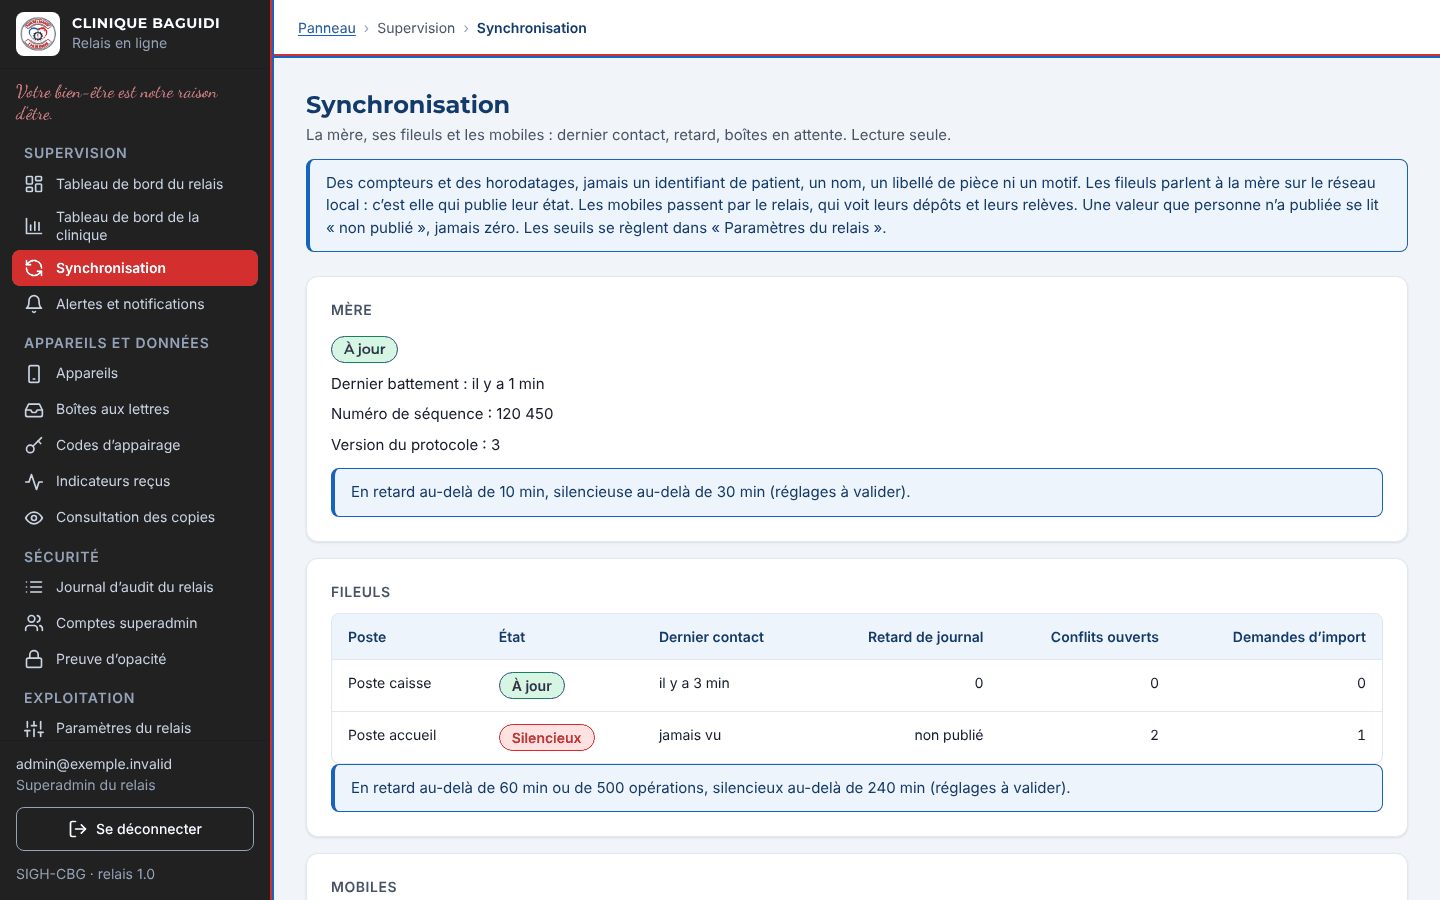 CLINIQUE BAGUIDI
Relais en ligne
Votre bien-être est notre raison
d'être.
SUPERVISION
Tableau de bord du relais
Tableau de bord de la
clinique
Synchronisation
Alertes et notifications
APPAREILS ET DONNÉES
Appareils
Boîtes aux lettres
Codes d’appairage
Indicateurs reçus
Consultation des copies
SÉCURITÉ
Journal d’audit du relais
Comptes superadmin
Preuve d’opacité
EXPLOITATION
Paramètres du relais
admin@exemple.invalid
Superadmin du relais
Se déconnecter
SIGH-CBG · relais 1.0
Panneau › Supervision › Synchronisation
Synchronisation
La mère, ses fileuls et les mobiles : dernier contact, retard, boîtes en attente. Lecture seule.
Des compteurs et des horodatages, jamais un identifiant de patient, un nom, un libellé de pièce ni un motif. Les fileuls parlent à la mère sur le réseau
local : c’est elle qui publie leur état. Les mobiles passent par le relais, qui voit leurs dépôts et leurs relèves. Une valeur que personne n’a publiée se lit
« non publié », jamais zéro. Les seuils se règlent dans « Paramètres du relais ».
MÈRE
À jour
Dernier battement : il y a 1 min
Numéro de séquence : 120 450
Version du protocole : 3
En retard au-delà de 10 min, silencieuse au-delà de 30 min (réglages à valider).
FILEULS
Poste État Dernier contact Retard de journal Conflits ouverts Demandes d’import
Poste caisse À jour il y a 3 min 0 0 0
Poste accueil Silencieux jamais vu non publié 2 1
En retard au-delà de 60 min ou de 500 opérations, silencieux au-delà de 240 min (réglages à valider).
MOBILES